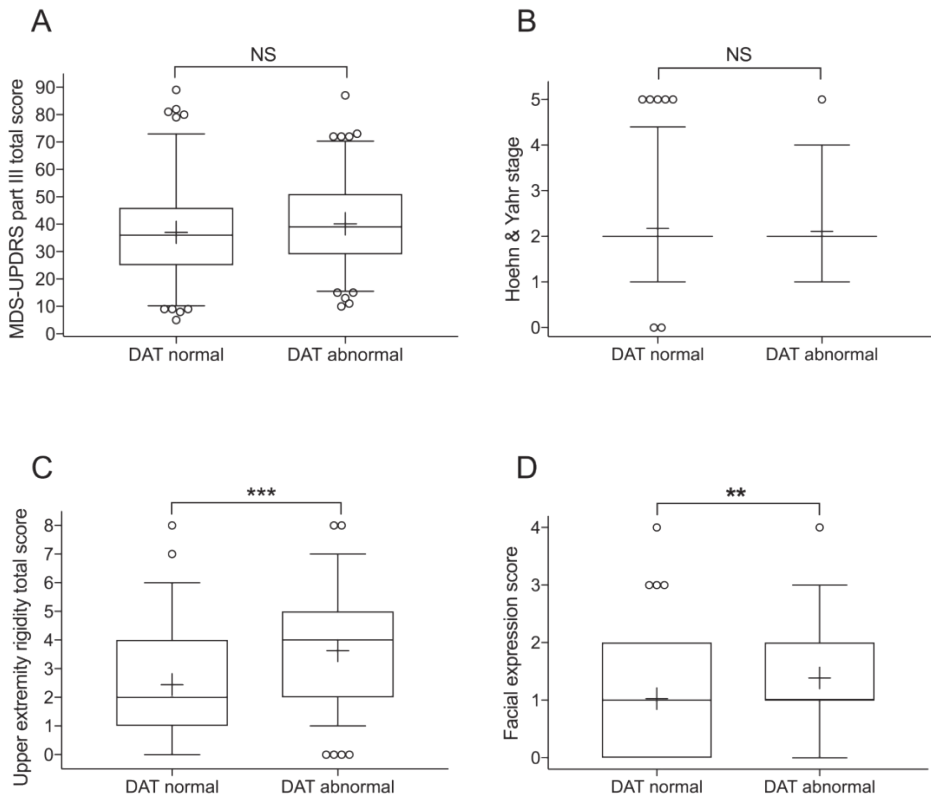 A
NS
MDS-UPDRS part III total score
90
80
70
60
50
40
30
20
10
0
DAT normal DAT abnormal
B
NS
Hoehn & Yahr stage
5
4
3
2
1
0
DAT normal DAT abnormal
C
***
Upper extremity rigidity total score
8
7
6
5
4
3
2
1
0
DAT normal DAT abnormal
D
**
Facial expression score
4
3
2
1
0
DAT normal DAT abnormal